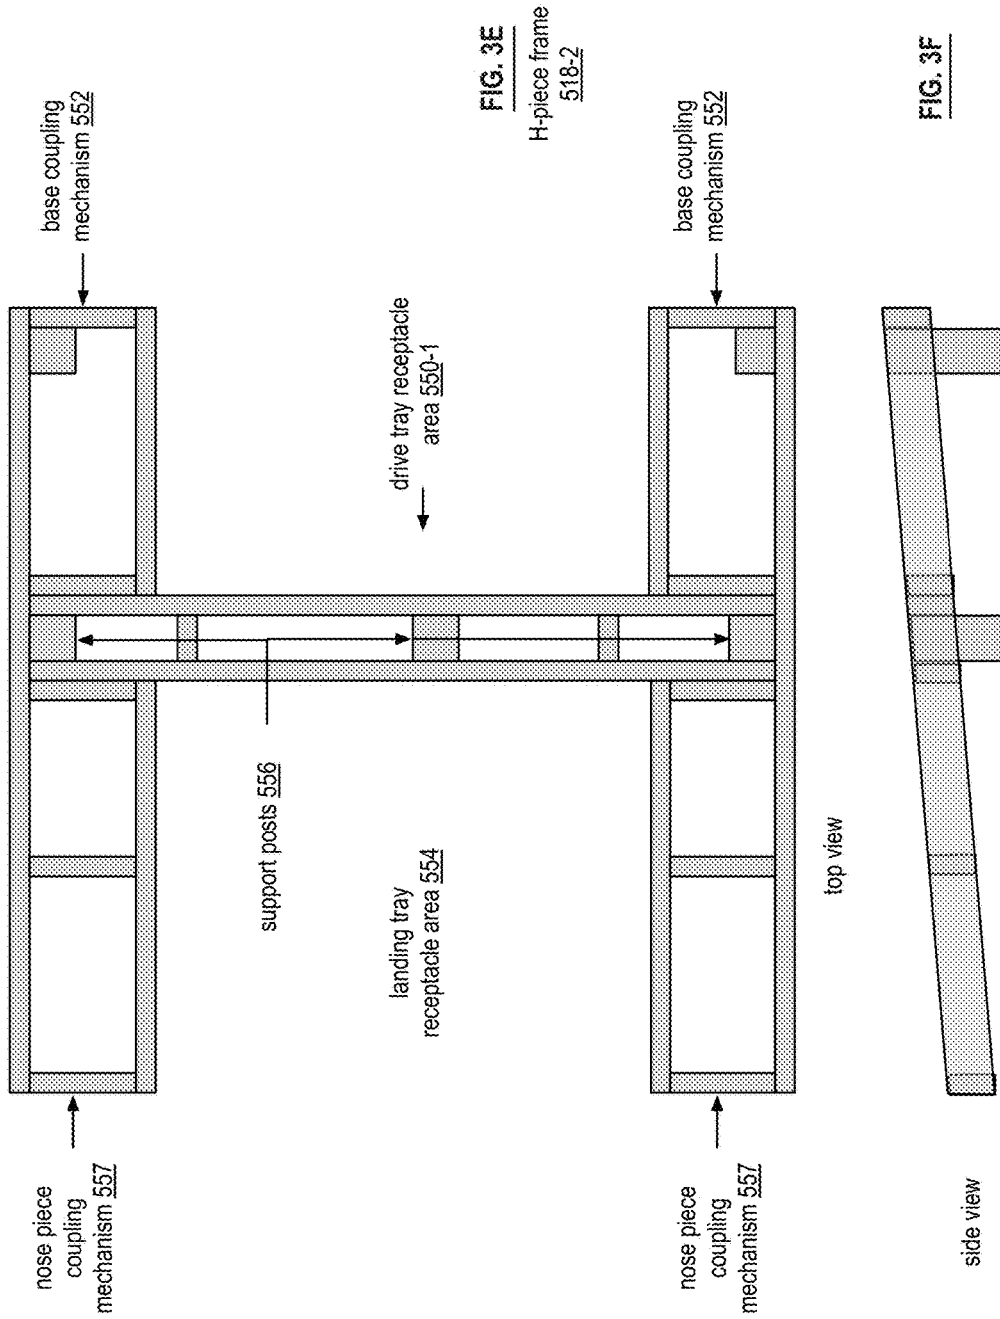 nose piece
coupling
mechanism 557
nose piece
coupling
mechanism 557
base coupling
mechanism 552
base coupling
mechanism 552
support posts 556
landing tray
receptacle area 554
drive tray receptacle
area 550-1
top view
FIG. 3E
H-piece frame
518-2
side view
FIG. 3F